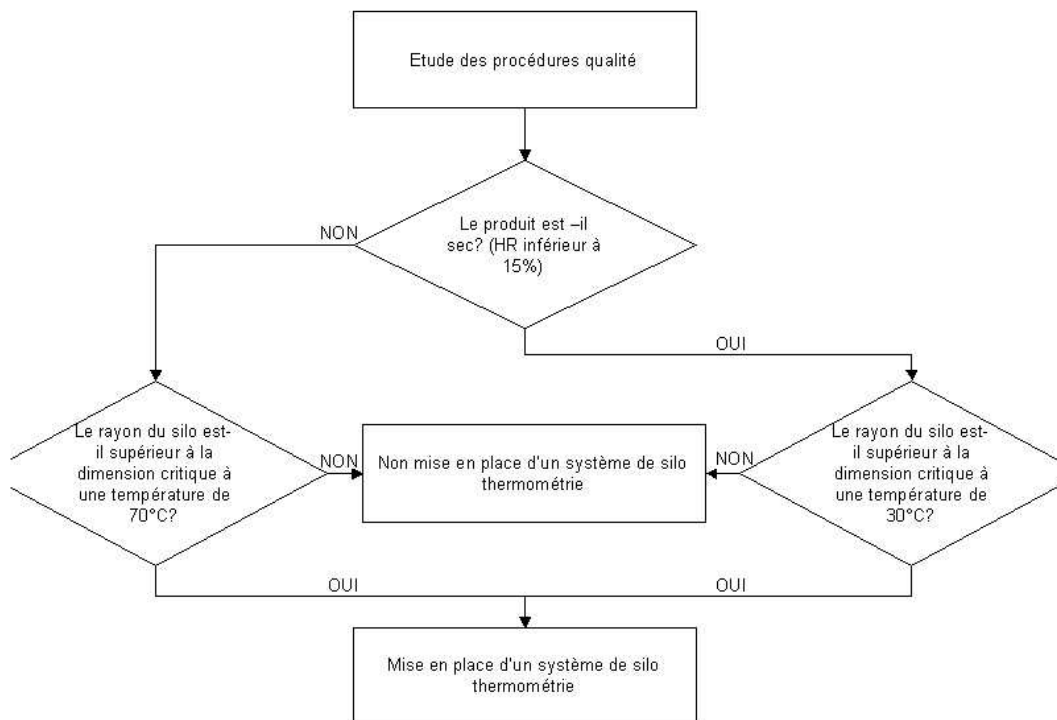 Etude des procédures qualité
Le produit est –il
sec? (HR inférieur à
15%)
NON
OUI
Le rayon du silo est-
il supérieur à la
dimension critique à
une température de
70°C?
NON
Non mise en place d'un système de silo
thermométrie
NON
Le rayon du silo est-
il supérieur à la
dimension critique à
une température de
30°C?
OUI
OUI
Mise en place d'un système de silo
thermométrie